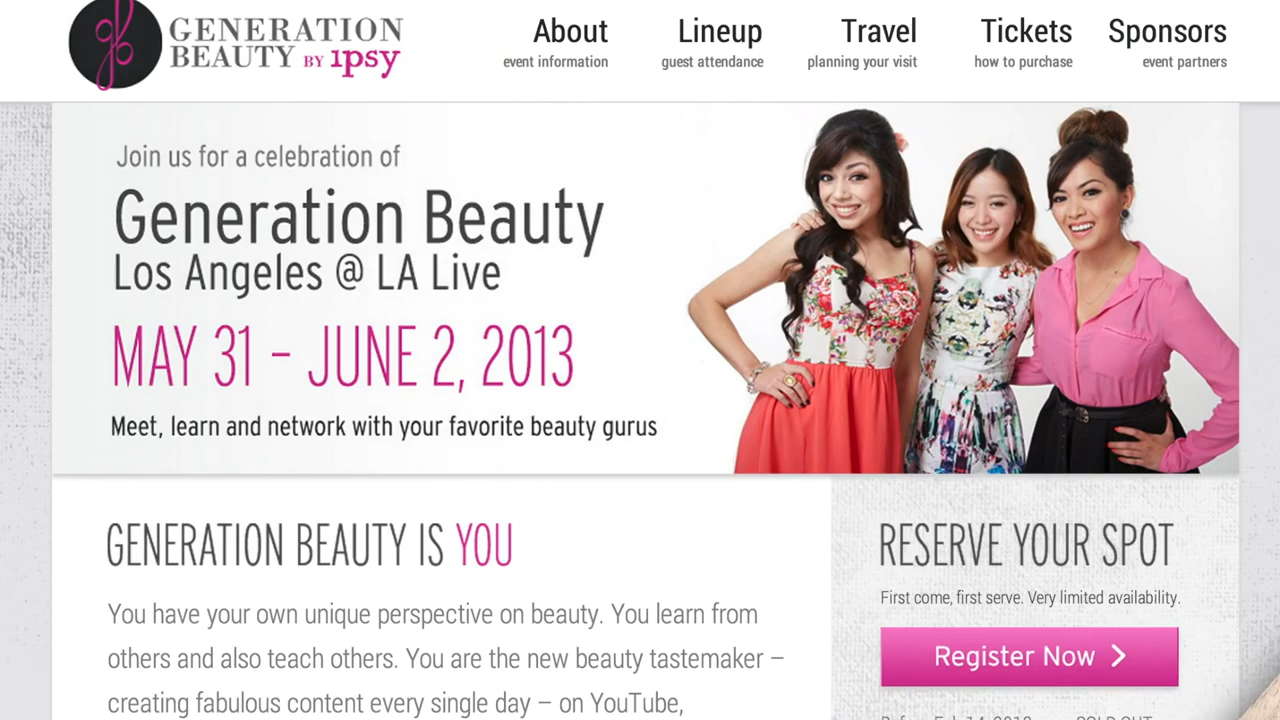 GENERATION
BEAUTY BY ipsy
About
event information
Lineup
guest attendance
Travel
planning your visit
Tickets
how to purchase
Sponsors
event partners
Join us for a celebration of
Generation Beauty
Los Angeles @ LA Live
MAY 31 – JUNE 2, 2013
Meet, learn and network with your favorite beauty gurus
GENERATION BEAUTY IS YOU
You have your own unique perspective on beauty. You learn from
others and also teach others. You are the new beauty tastemaker –
creating fabulous content every single day – on YouTube,
RESERVE YOUR SPOT
First come, first serve. Very limited availability.
Register Now